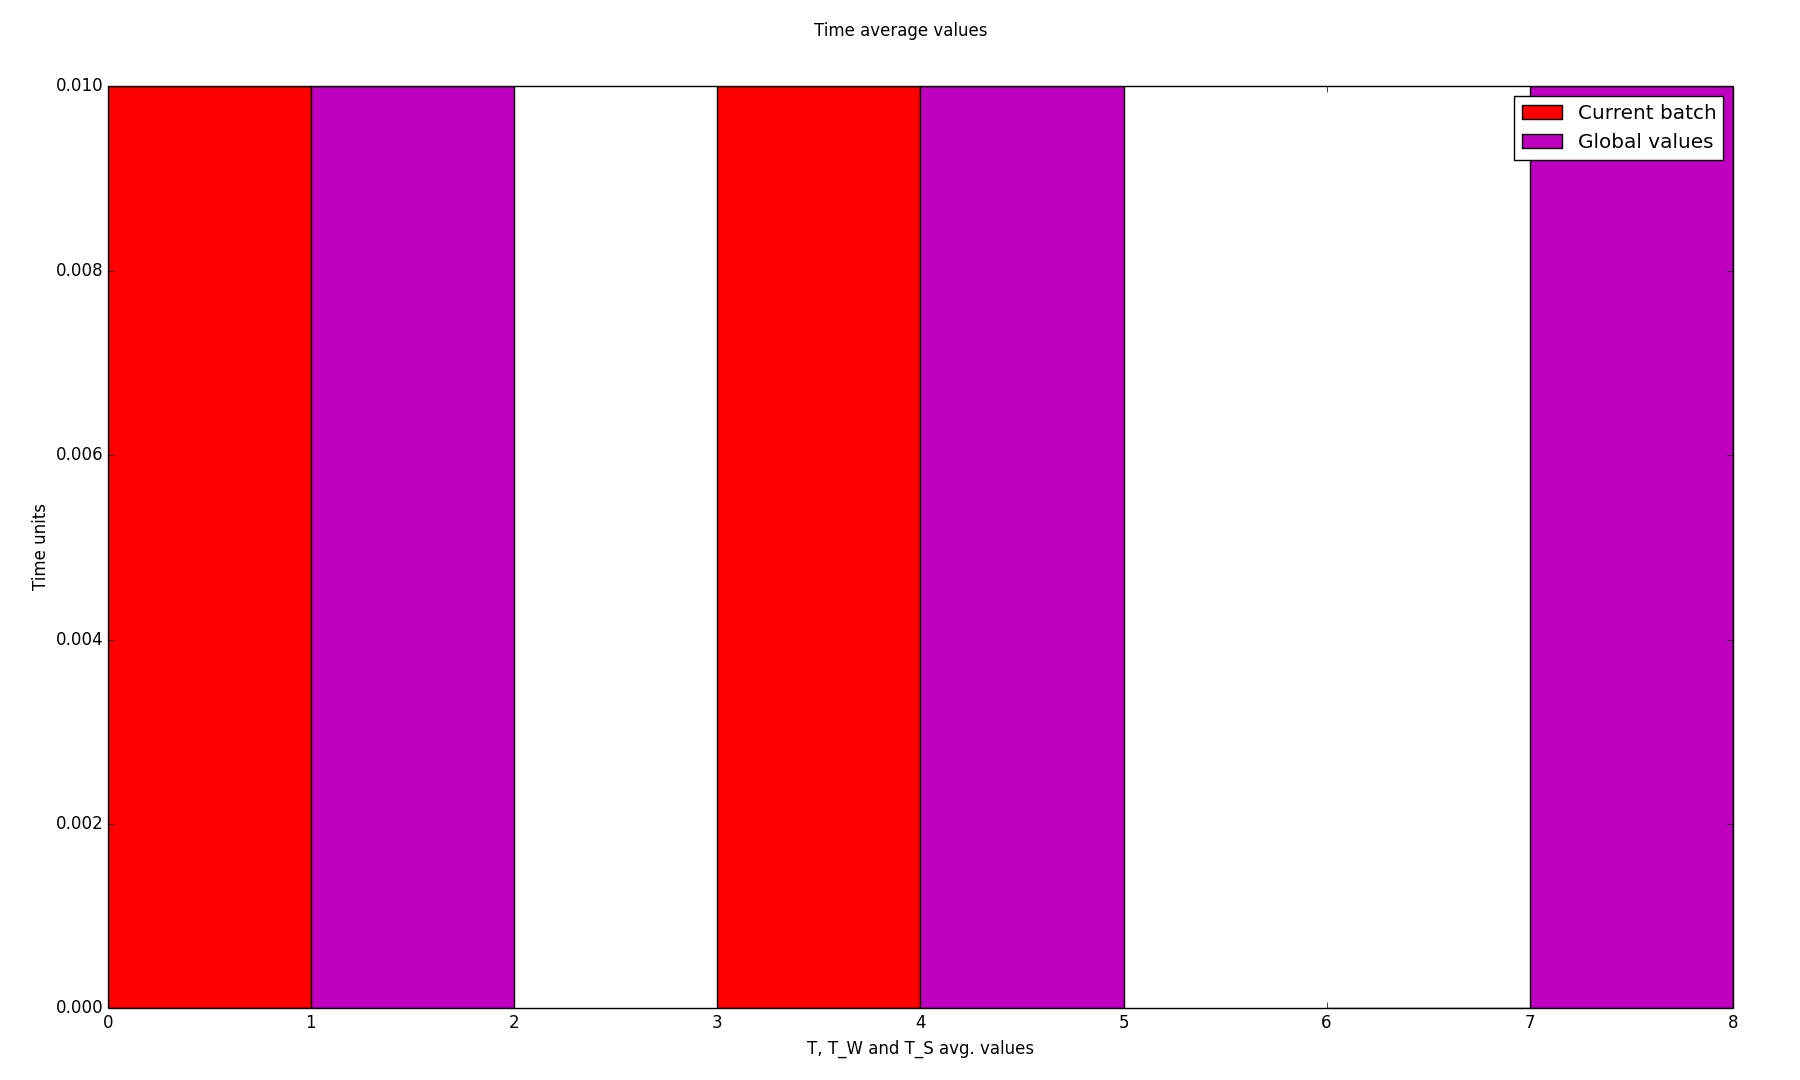 Time average values
0.010
0.008
0.006
0.004
0.002
0.000
Time units
Current batch
Global values
0 1 2 3 4 5 6 7 8
T, T_W and T_S avg. values